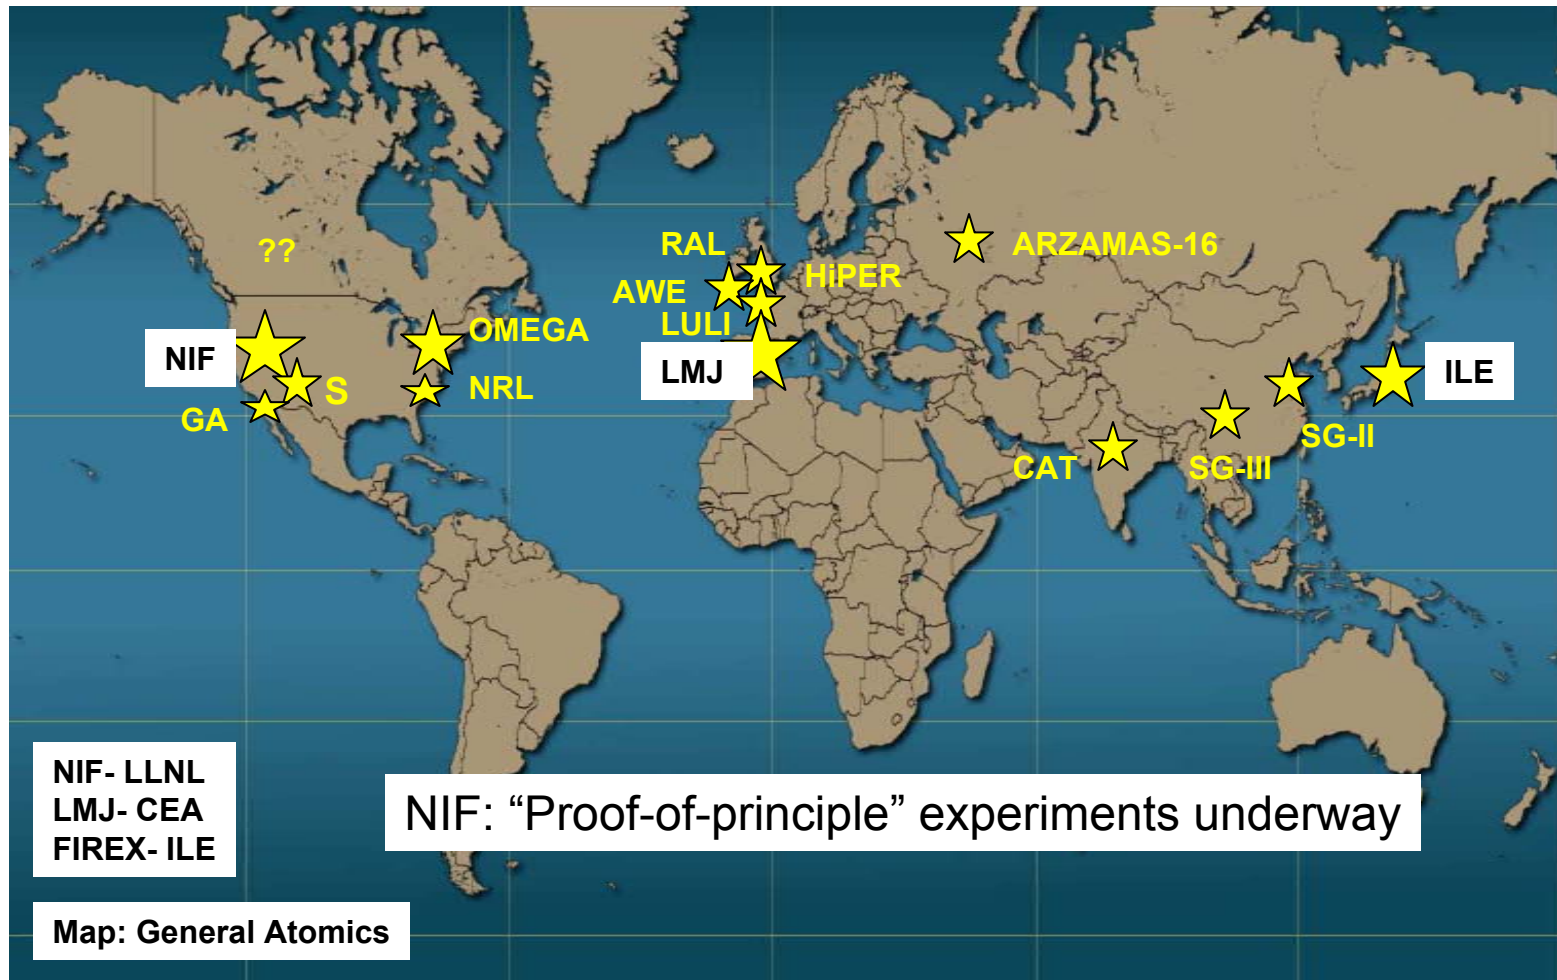 ??
RAL
HiPER
ARZAMAS-16
AWE
LULI
OMEGA
NIF
LMJ
ILE
S
NRL
GA
SG-II
CAT
SG-III
NIF- LLNL
LMJ- CEA
FIREX- ILE
NIF: “Proof-of-principle” experiments underway
Map: General Atomics